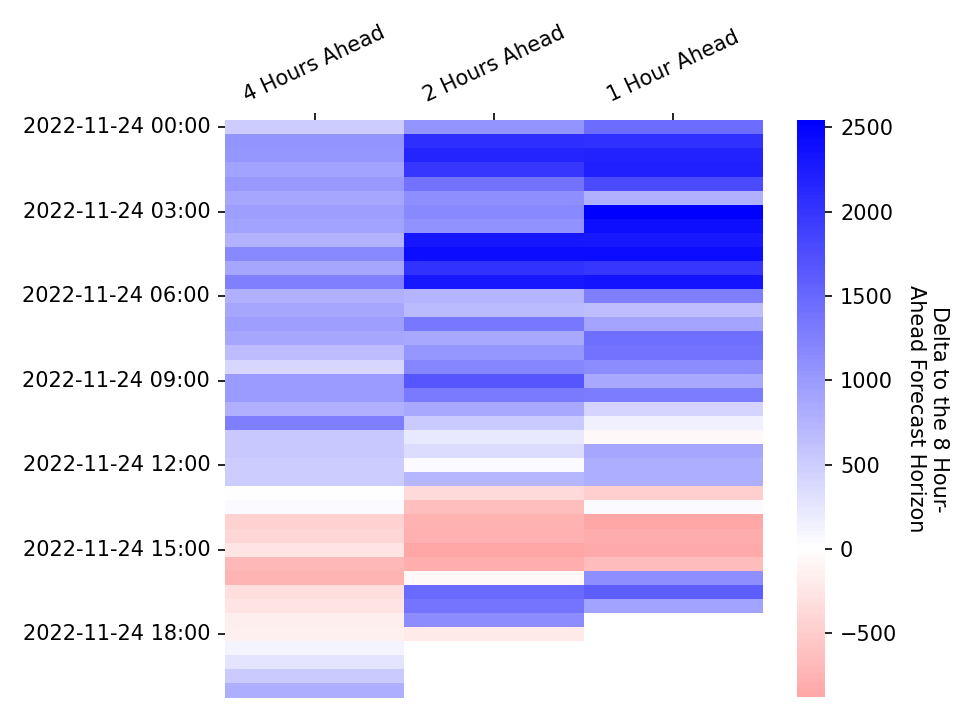 4 Hours Ahead
2 Hours Ahead
1 Hour Ahead
2022-11-24 00:00
2022-11-24 03:00
2022-11-24 06:00
2022-11-24 09:00
2022-11-24 12:00
2022-11-24 15:00
2022-11-24 18:00
2500
2000
1500
1000
500
0
−500
Delta to the 8 Hour-
Ahead Forecast Horizon